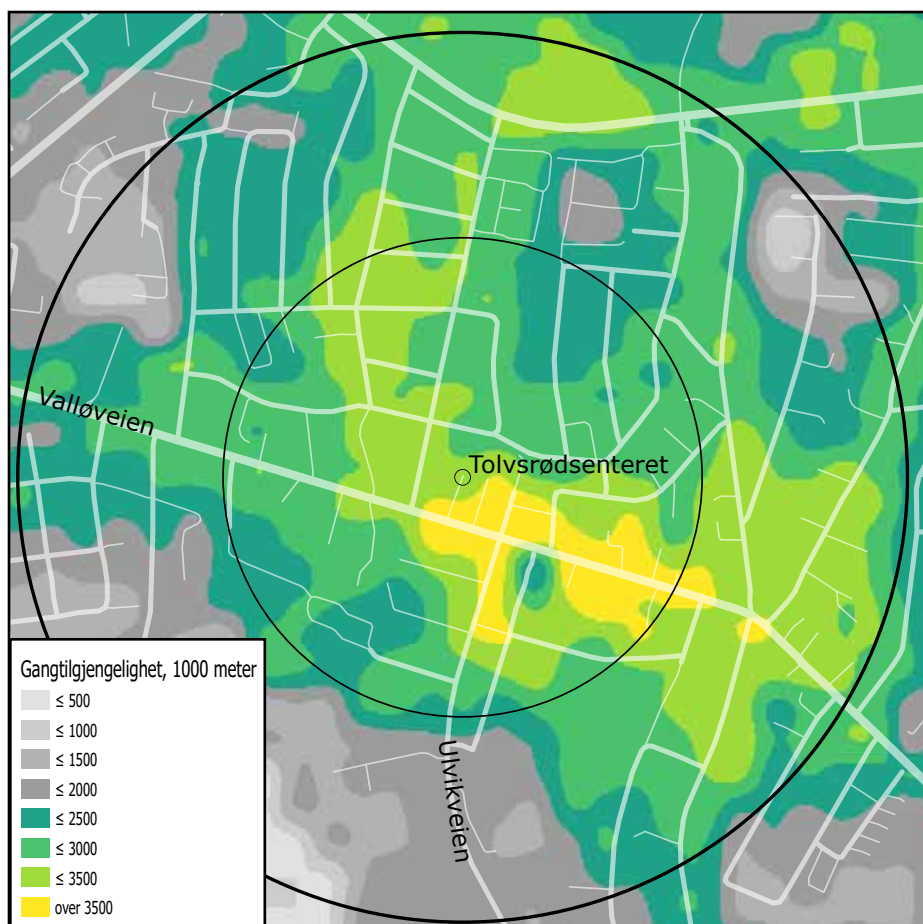 Valløveien
Tolvsrødsenteret
Ulvikveien
Gangtilgjengelighet, 1000 meter
≤ 500
≤ 1000
≤ 1500
≤ 2000
≤ 2500
≤ 3000
≤ 3500
over 3500